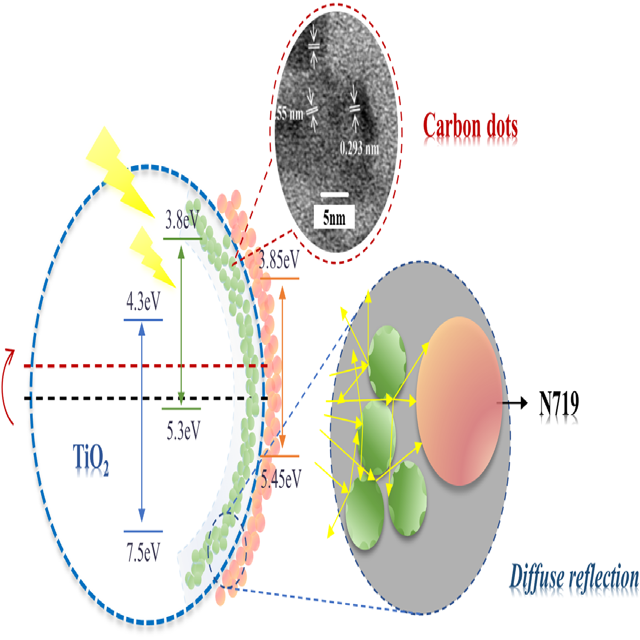 55 nm
0.293 nm
5nm
Carbon dots
3.8eV
3.85eV
4.3eV
5.3eV
TiO2
5.45eV
7.5eV
N719
Diffuse reflection